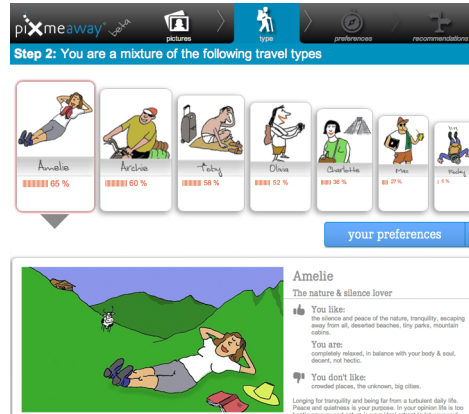 pixmeaway beta
pictures
type
preferences
recommendations
Step 2: You are a mixture of the following travel types
Amelie
65 %
Archie
60 %
Toby
58 %
Olivia
52 %
Charlotte
36 %
Max
27 %
6 %
your preferences
Amelie
The nature & silence lover
You like:
the silence and peace of the nature, tranquility, escaping
away from all, deserted beaches, tiny parks, mountain
cabins.
You are:
completely relaxed, in balance with your body & soul,
decent, not hectic.
You don't like:
crowded places, the unknown, big cities.
Longing for tranquility and being far from a turbulent daily life.
Peace and quietness is your purpose. In your opinion life is too